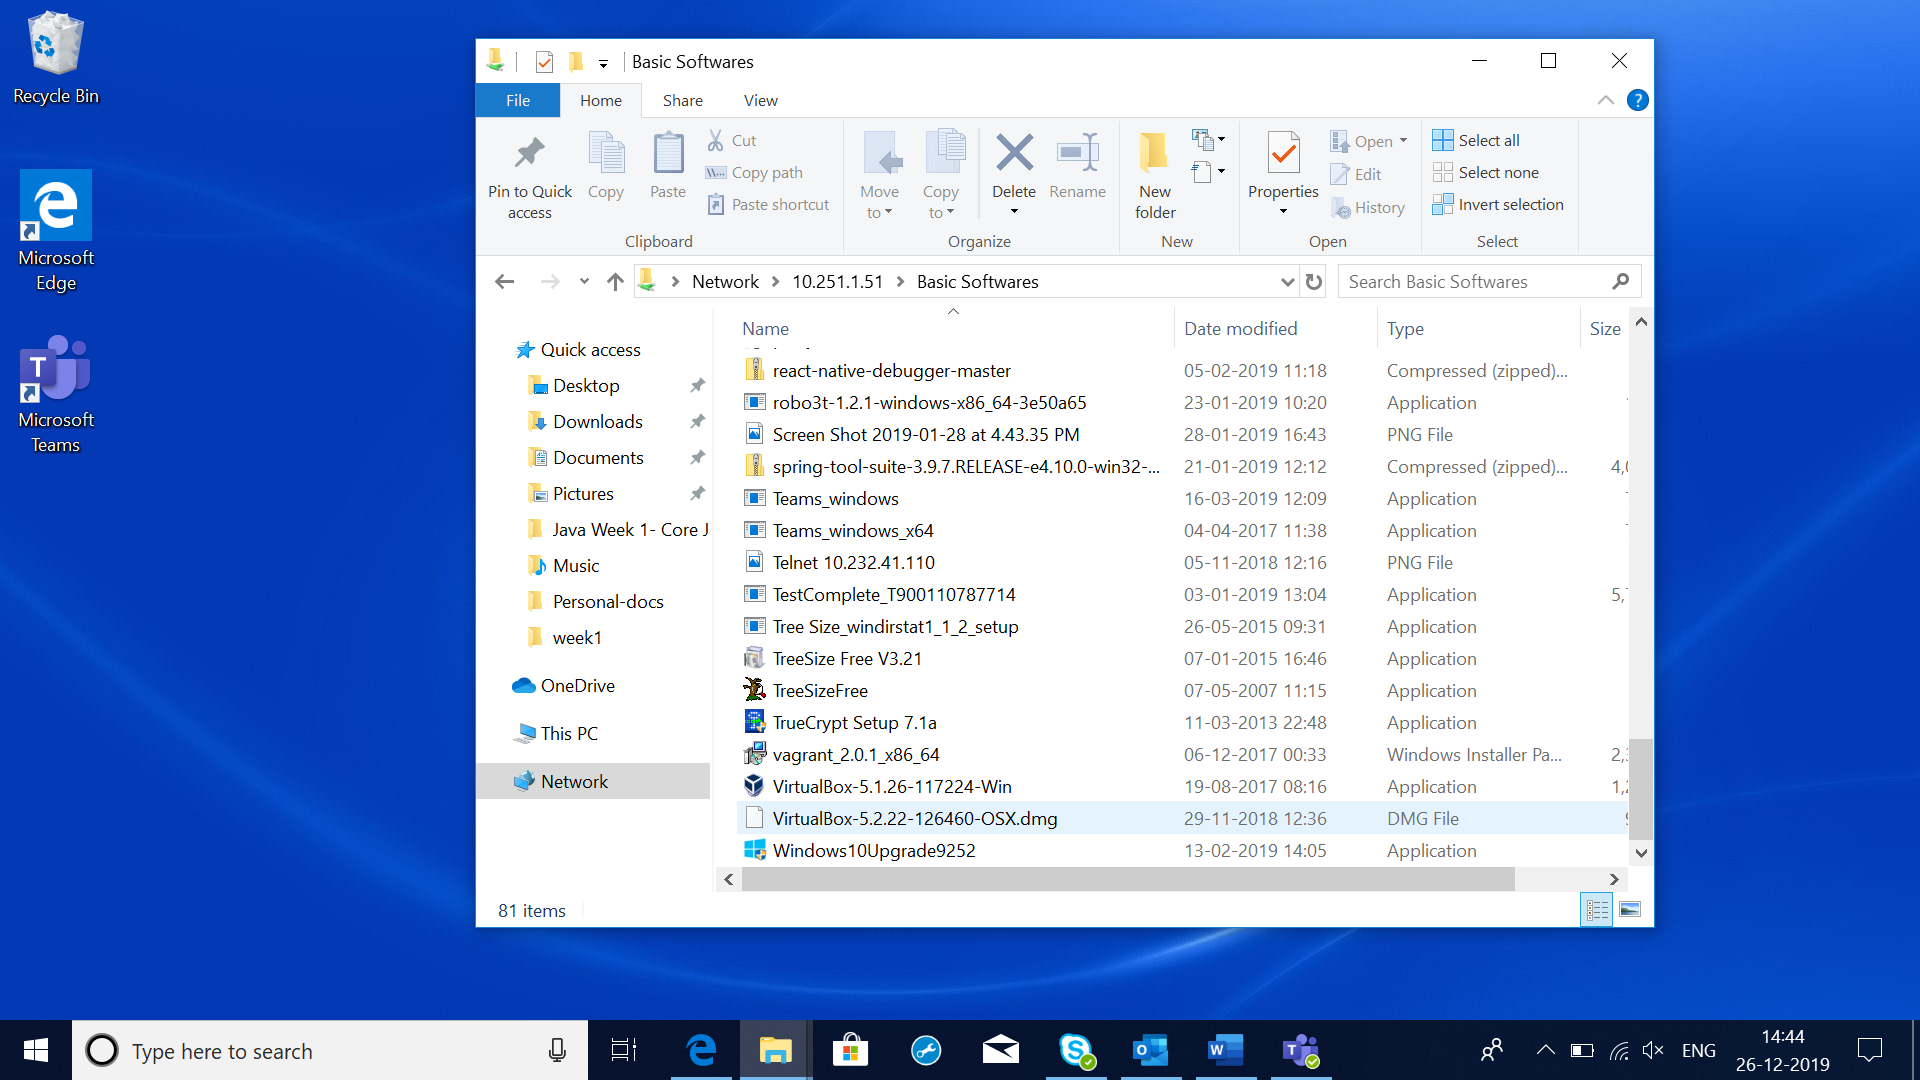 Recycle Bin
Microsoft
Edge
Microsoft
Teams
Basic Softwares
File Home Share View
Pin to Quick
access
Copy
Paste
Cut
Copy path
Paste shortcut
Clipboard
Move
to
Copy
to
Delete
Rename
Organize
New
folder
New
Properties
Open
Edit
History
Open
Select all
Select none
Invert selection
Select
Network 10.251.1.51 Basic Softwares
Search Basic Softwares
Quick access
Desktop
Downloads
Documents
Pictures
Java Week 1- Core J
Music
Personal-docs
week1
OneDrive
This PC
Network
Name Date modified Type Size
react-native-debugger-master 05-02-2019 11:18 Compressed (zipped)...
robo3t-1.2.1-windows-x86_64-3e50a65 23-01-2019 10:20 Application
Screen Shot 2019-01-28 at 4.43.35 PM 28-01-2019 16:43 PNG File
spring-tool-suite-3.9.7.RELEASE-e4.10.0-win32-... 21-01-2019 12:12 Compressed (zipped)... 4,
Teams_windows 16-03-2019 12:09 Application
Teams_windows_x64 04-04-2017 11:38 Application
Telnet 10.232.41.110 05-11-2018 12:16 PNG File
TestComplete_T900110787714 03-01-2019 13:04 Application 5,
Tree Size_windirstat1_1_2_setup 26-05-2015 09:31 Application
TreeSize Free V3.21 07-01-2015 16:46 Application
TreeSizeFree 07-05-2007 11:15 Application
TrueCrypt Setup 7.1a 11-03-2013 22:48 Application
vagrant_2.0.1_x86_64 06-12-2017 00:33 Windows Installer Pa... 2,
VirtualBox-5.1.26-117224-Win 19-08-2017 08:16 Application 1,
VirtualBox-5.2.22-126460-OSX.dmg 29-11-2018 12:36 DMG File
Windows10Upgrade9252 13-02-2019 14:05 Application
81 items
Type here to search
ENG
14:44
26-12-2019